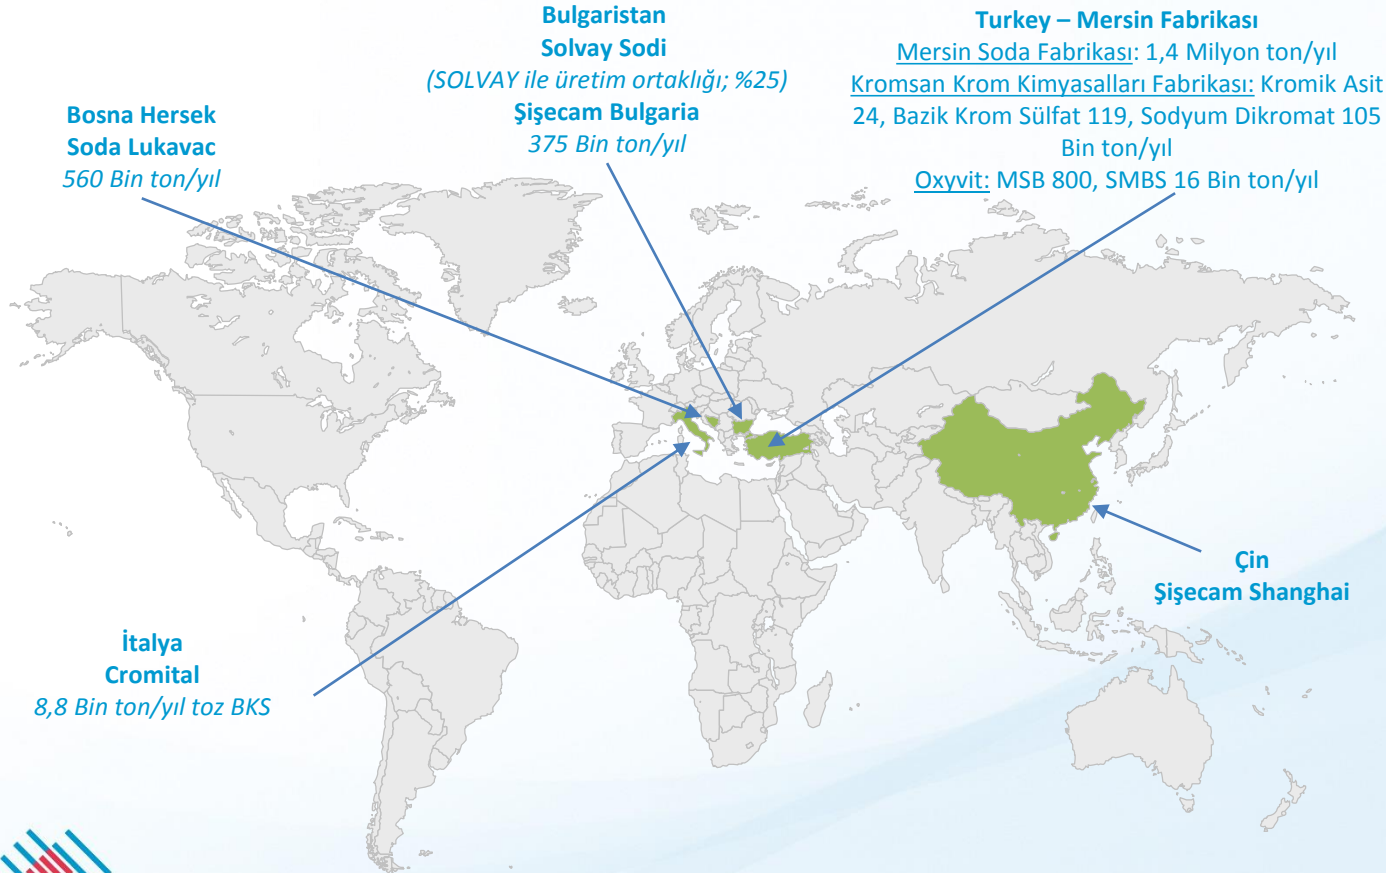 Bulgaristan
Solvay Sodi
(SOLVAY ile üretim ortaklığı; %25)
Şişecam Bulgaria
375 Bin ton/yıl
Turkey – Mersin Fabrikası
Mersin Soda Fabrikası: 1,4 Milyon ton/yıl
Kromsan Krom Kimyasalları Fabrikası: Kromik Asit
24, Bazik Krom Sülfat 119, Sodyum Dikromat 105
Bin ton/yıl
Oxyvit: MSB 800, SMBS 16 Bin ton/yıl
Bosna Hersek
Soda Lukavac
560 Bin ton/yıl
Çin
Şişecam Shanghai
İtalya
Cromital
8,8 Bin ton/yıl toz BKS